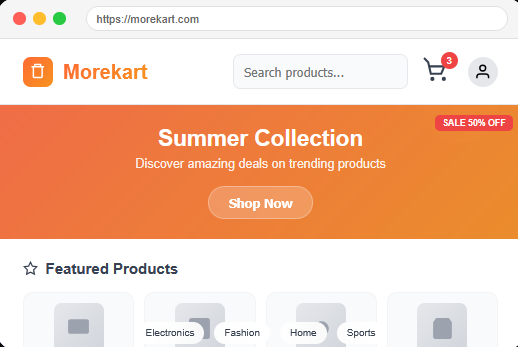 https://morekart.com
Morekart
Search products...
3
SALE 50% OFF
Summer Collection
Discover amazing deals on trending products
Shop Now
Featured Products
Electronics
Fashion
Home
Sports